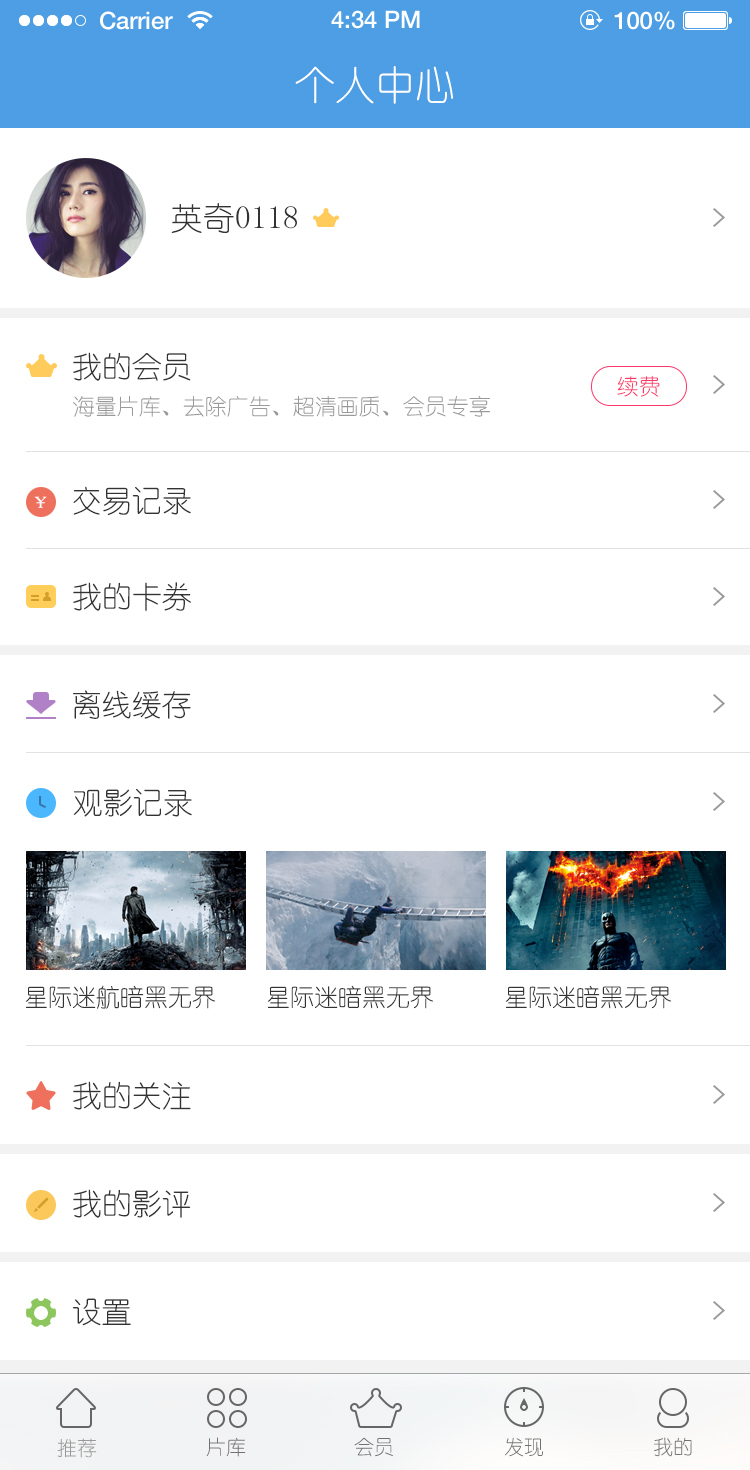 Carrier 4:34 PM 100%
个人中心
英奇0118
我的会员
海量片库、去除广告、超清画质、会员专享
续费
¥ 交易记录
我的卡券
离线缓存
观影记录
星际迷航暗黑无界 星际迷暗黑无界 星际迷暗黑无界
我的关注
我的影评
设置
推荐 片库 会员 发现 我的